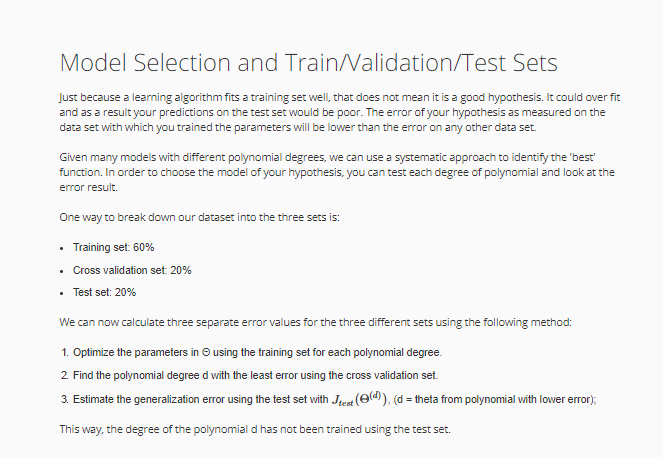 Model Selection and Train/Validation/Test Sets
Just because a learning algorithm fits a training set well, that does not mean it is a good hypothesis. It could over fit
and as a result your predictions on the test set would be poor. The error of your hypothesis as measured on the
data set with which you trained the parameters will be lower than the error on any other data set.
Given many models with different polynomial degrees, we can use a systematic approach to identify the 'best'
function. In order to choose the model of your hypothesis, you can test each degree of polynomial and look at the
error result.
One way to break down our dataset into the three sets is:
• Training set: 60%
• Cross validation set: 20%
• Test set: 20%
We can now calculate three separate error values for the three different sets using the following method:
1. Optimize the parameters in Θ using the training set for each polynomial degree.
2. Find the polynomial degree d with the least error using the cross validation set.
3. Estimate the generalization error using the test set with J_test(Θ^(d)), (d = theta from polynomial with lower error);
This way, the degree of the polynomial d has not been trained using the test set.